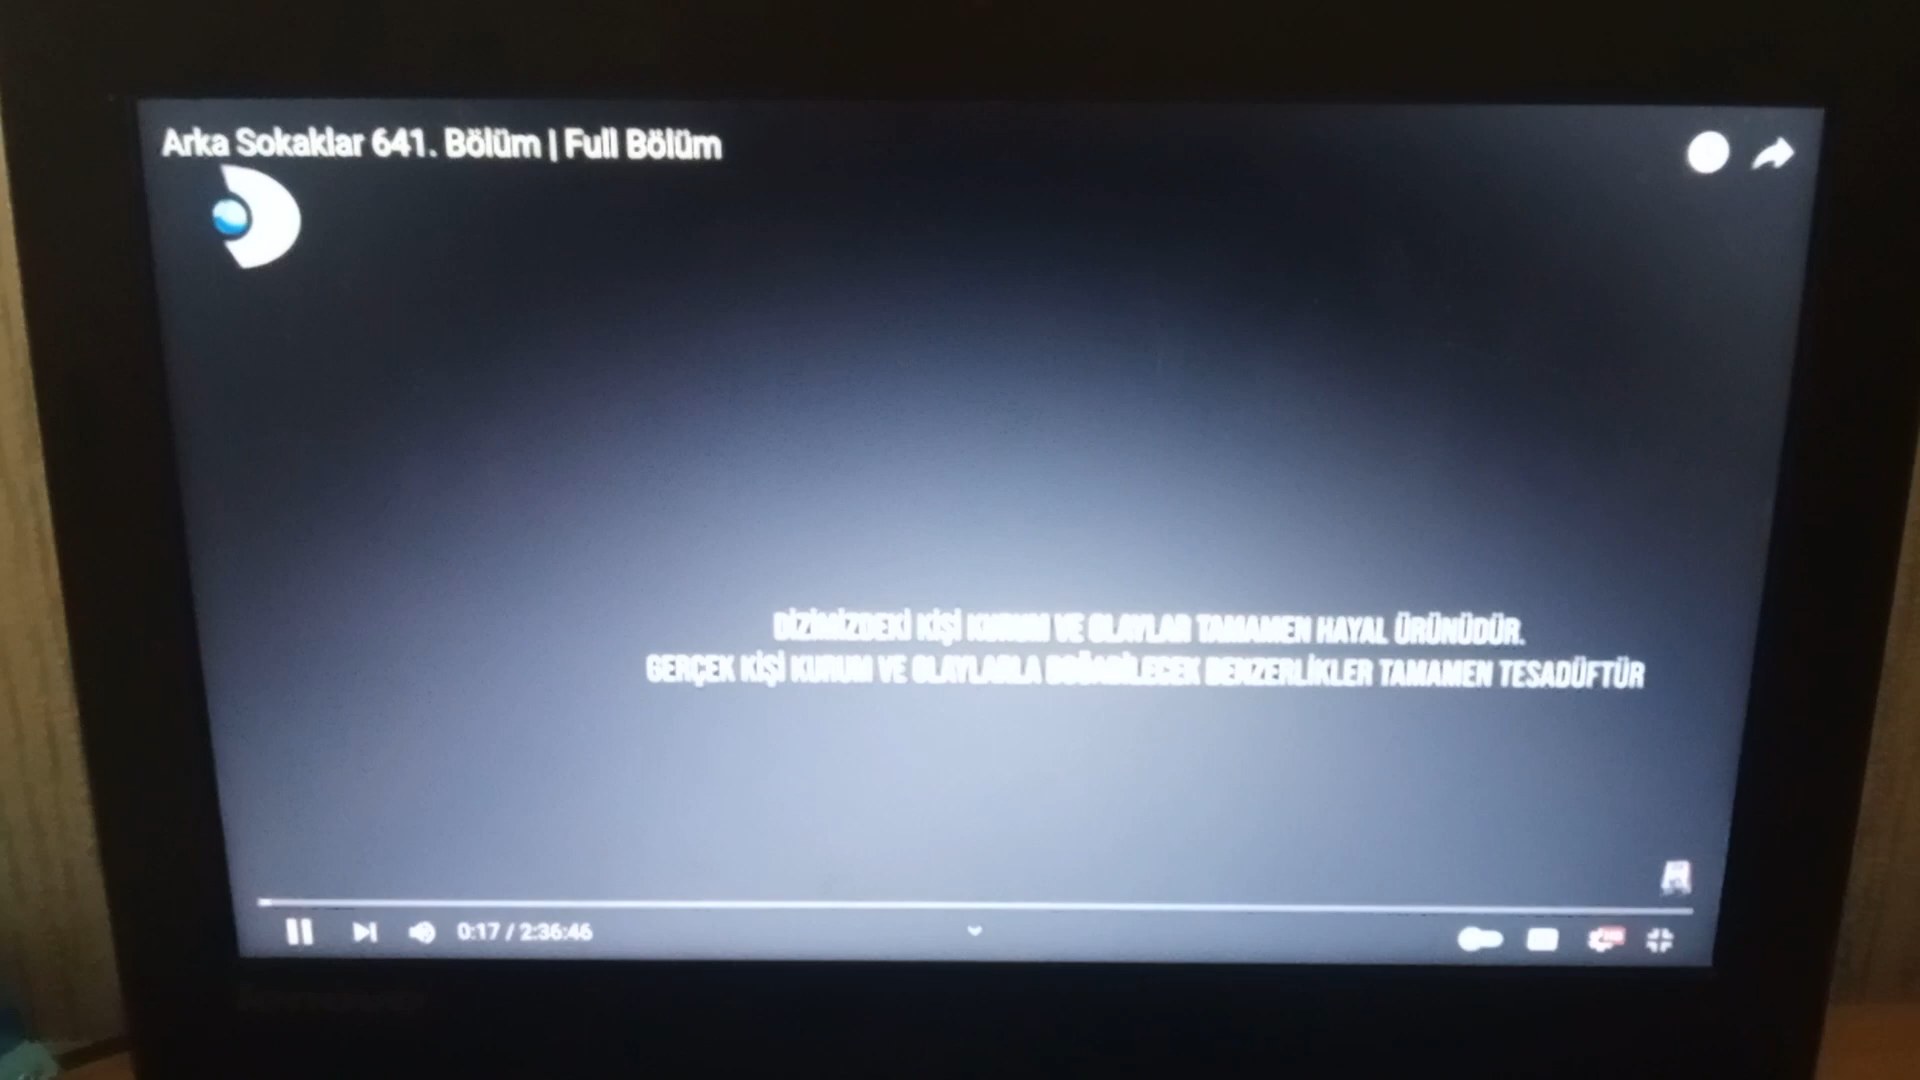 Arka Sokaklar 641. Bölüm | Full Bölüm
DİZİMİZDEKİ KİŞİ KURUM VE OLAYLAR TAMAMEN HAYAL ÜRÜNÜDÜR.
GERÇEK KİŞİ KURUM VE OLAYLARLA DOĞABİLECEK BENZERLİKLER TAMAMEN TESADÜFTÜR
0:17 / 2:36:46